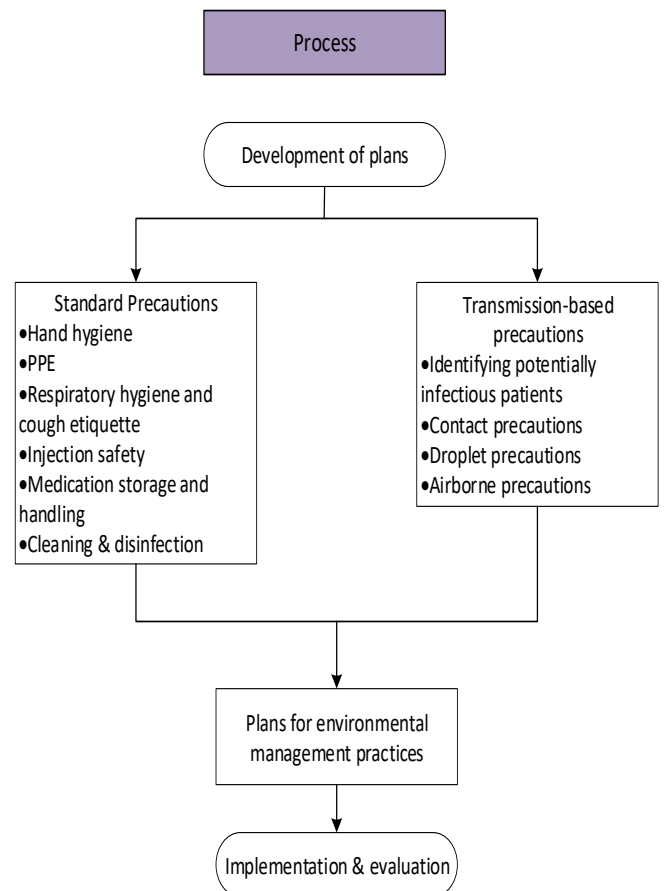 Process
Development of plans
Standard Precautions
•Hand hygiene
•PPE
•Respiratory hygiene and
cough etiquette
•Injection safety
•Medication storage and
handling
•Cleaning & disinfection
Transmission-based
precautions
•Identifying potentially
infectious patients
•Contact precautions
•Droplet precautions
•Airborne precautions
Plans for environmental
management practices
Implementation & evaluation